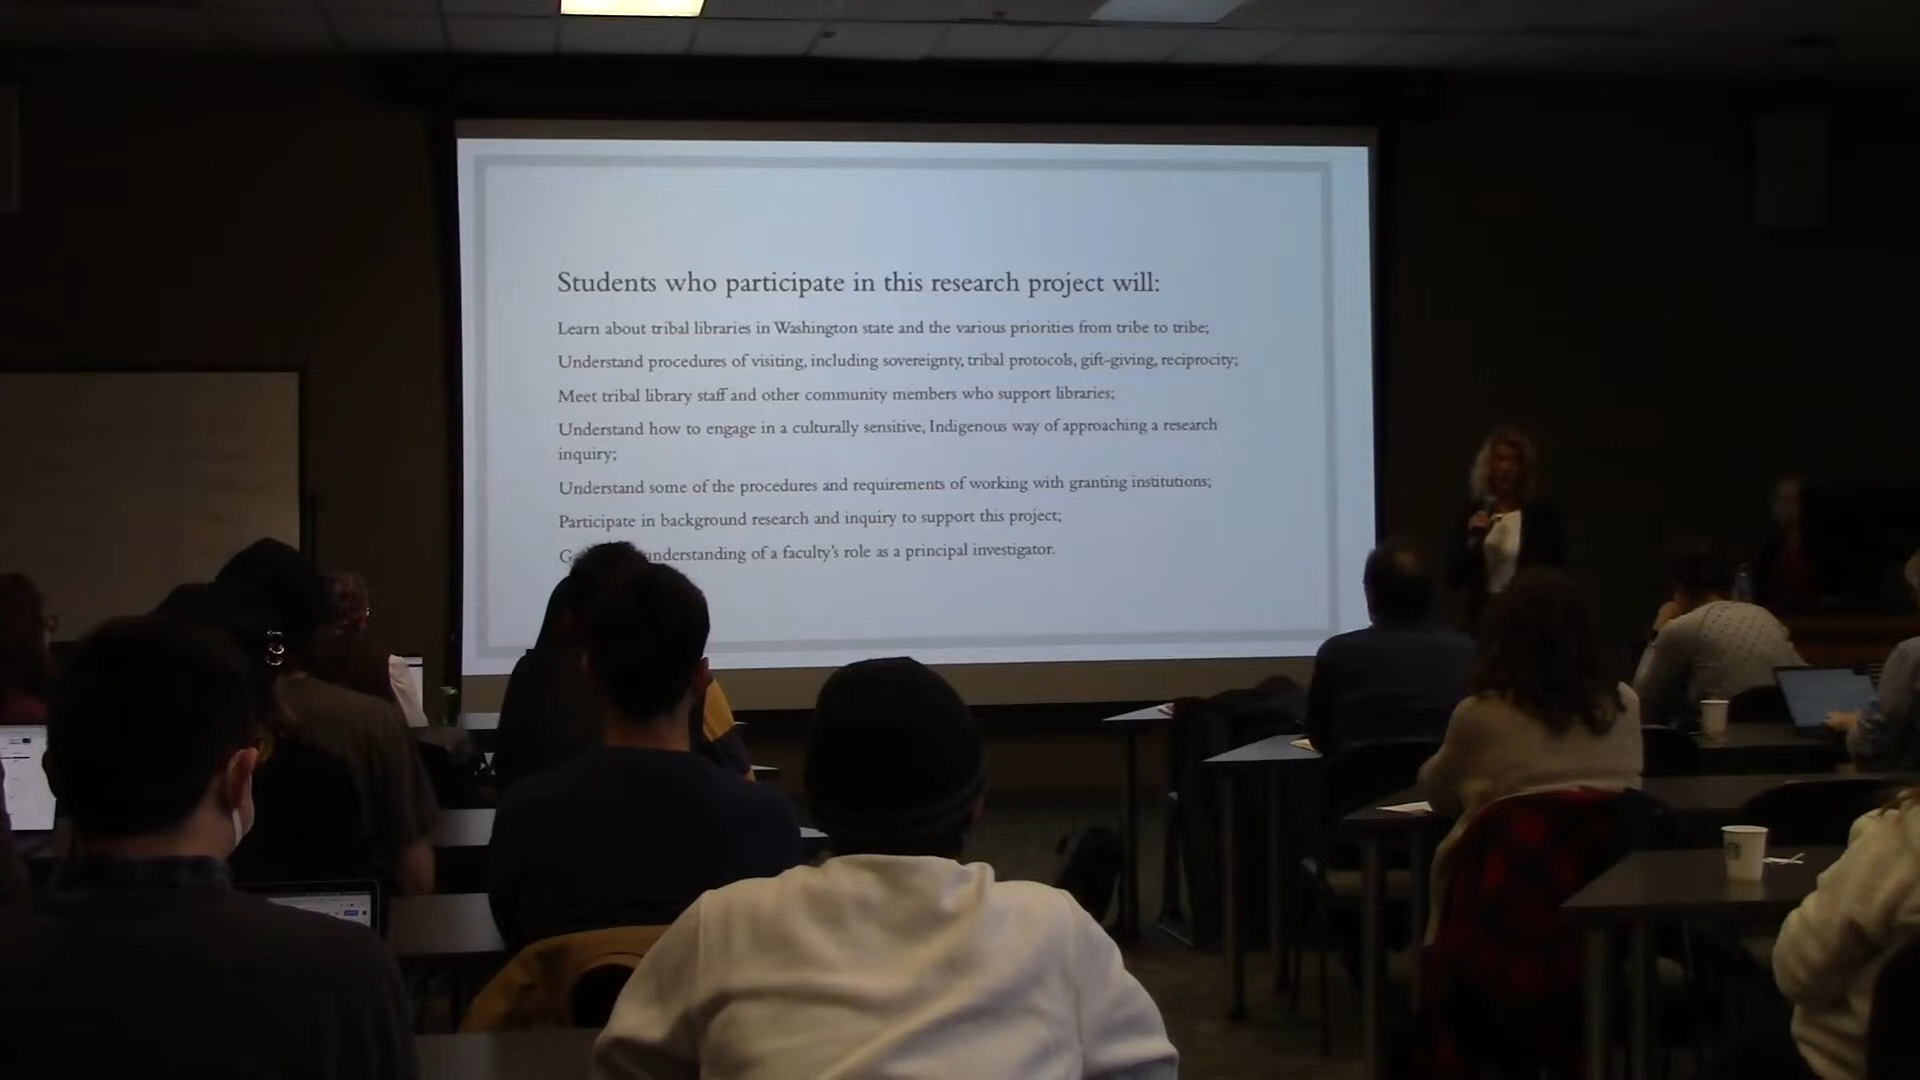 Students who participate in this research project will:
Learn about tribal libraries in Washington state and the various priorities from tribe to tribe;
Understand procedures of visiting, including sovereignty, tribal protocols, gift-giving, reciprocity;
Meet tribal library staff and other community members who support libraries;
Understand how to engage in a culturally sensitive, Indigenous way of approaching a research
inquiry;
Understand some of the procedures and requirements of working with granting institutions;
Participate in background research and inquiry to support this project;
understanding of a faculty's role as a principal investigator.